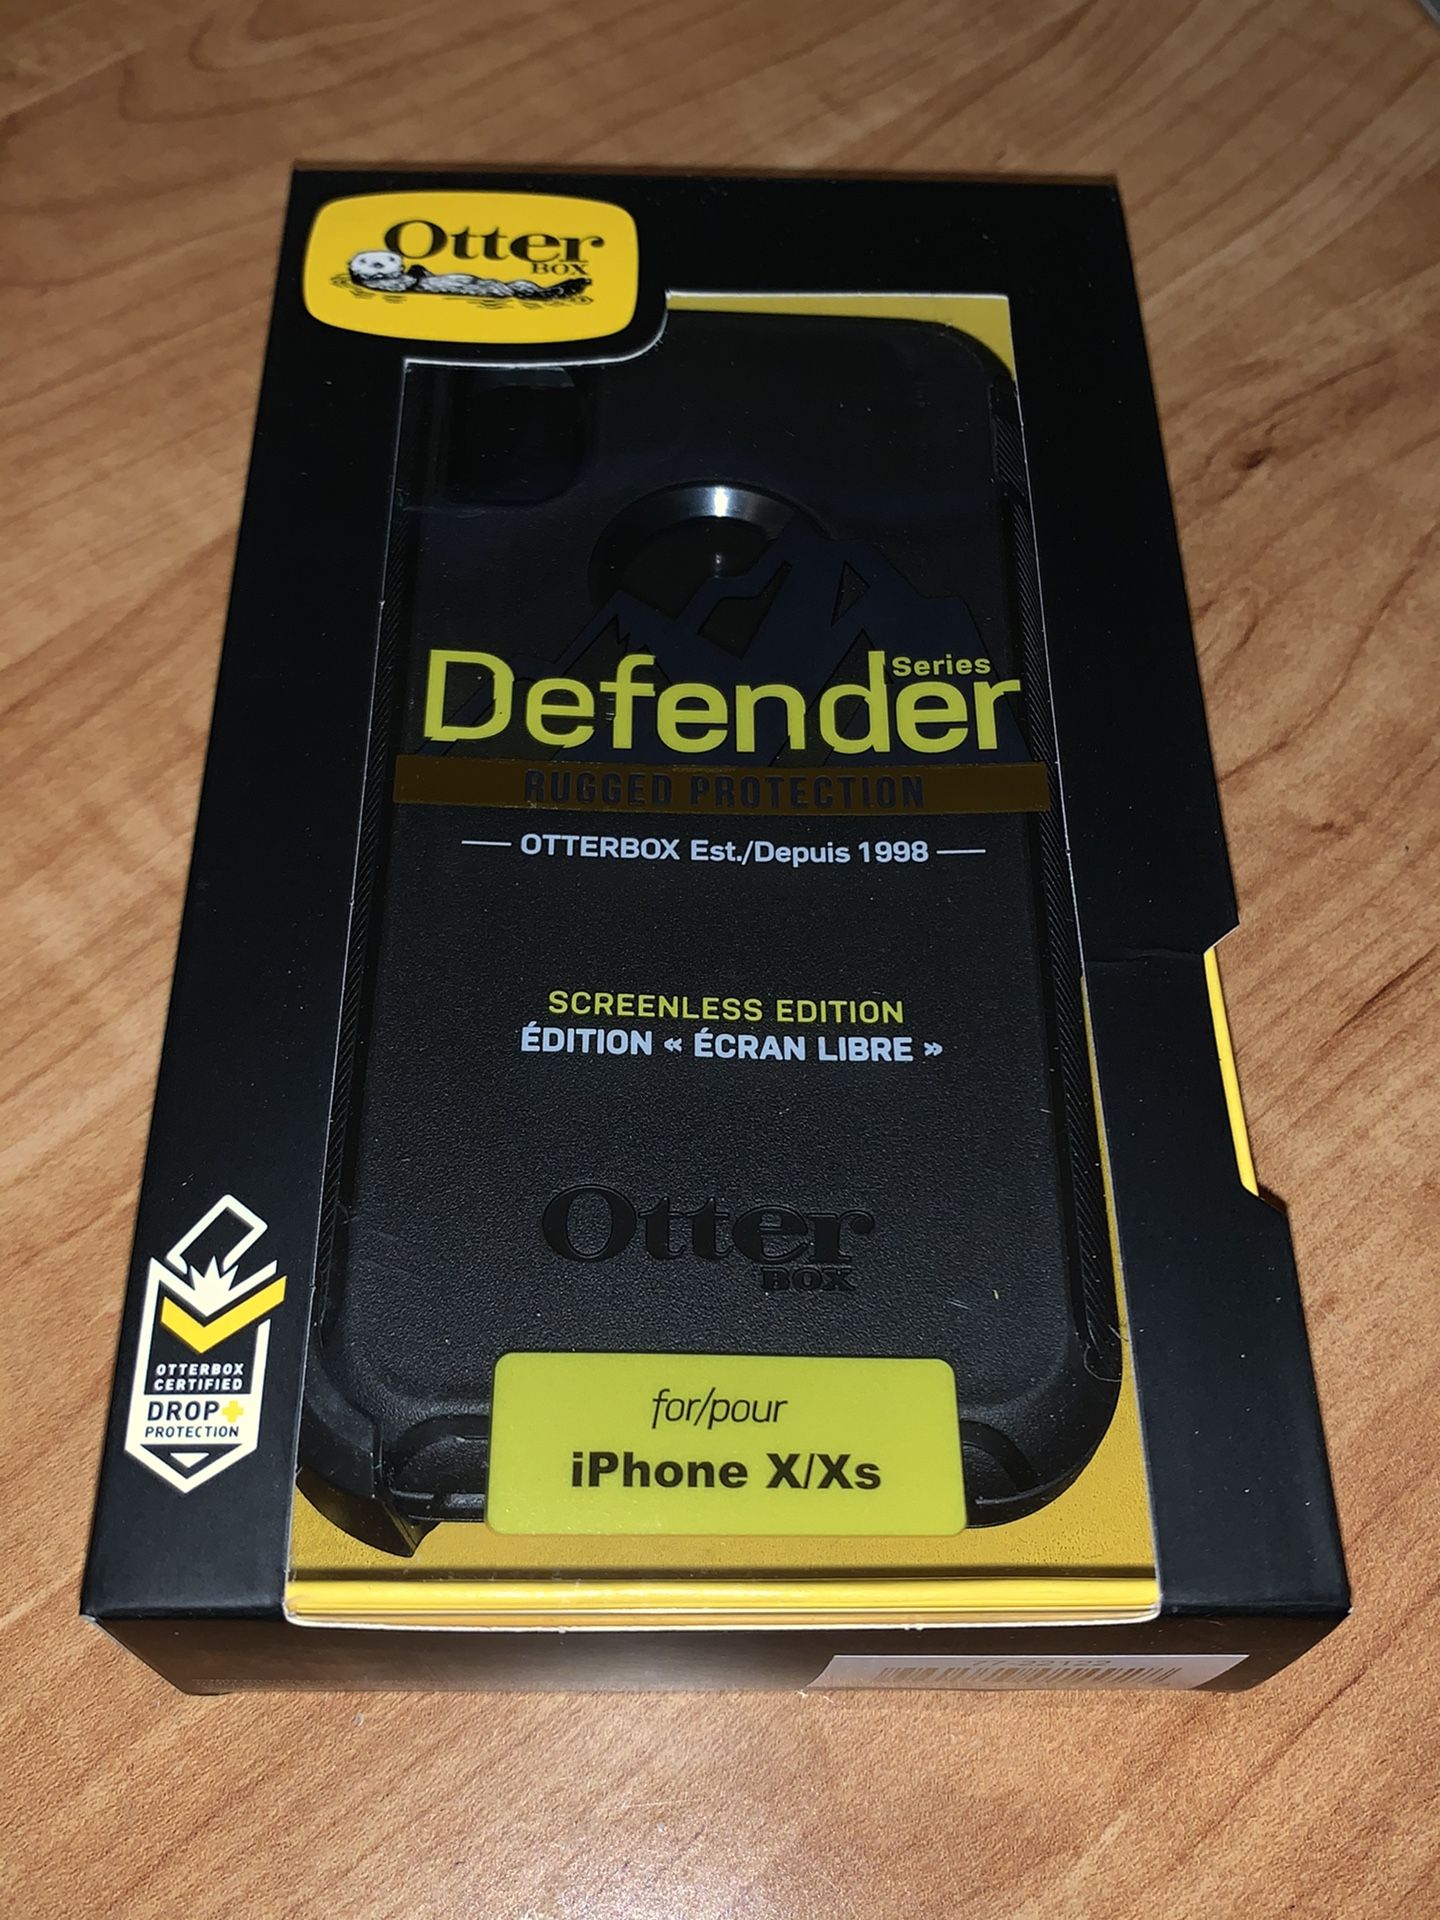 Otter
BOX
Series
Defender
RUGGED PROTECTION
OTTERBOX Est./Depuis 1998
SCREENLESS EDITION
ÉDITION « ÉCRAN LIBRE »
Otter
BOX
OTTERBOX
CERTIFIED
DROP+
PROTECTION
for/pour
iPhone X/Xs